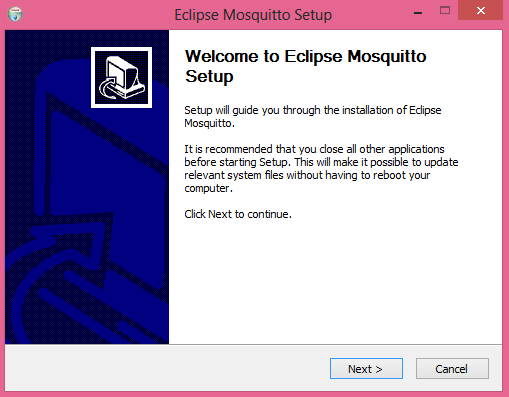 Eclipse Mosquitto Setup
Welcome to Eclipse Mosquitto
Setup
Setup will guide you through the installation of Eclipse
Mosquitto.
It is recommended that you close all other applications
before starting Setup. This will make it possible to update
relevant system files without having to reboot your
computer.
Click Next to continue.
Next >
Cancel